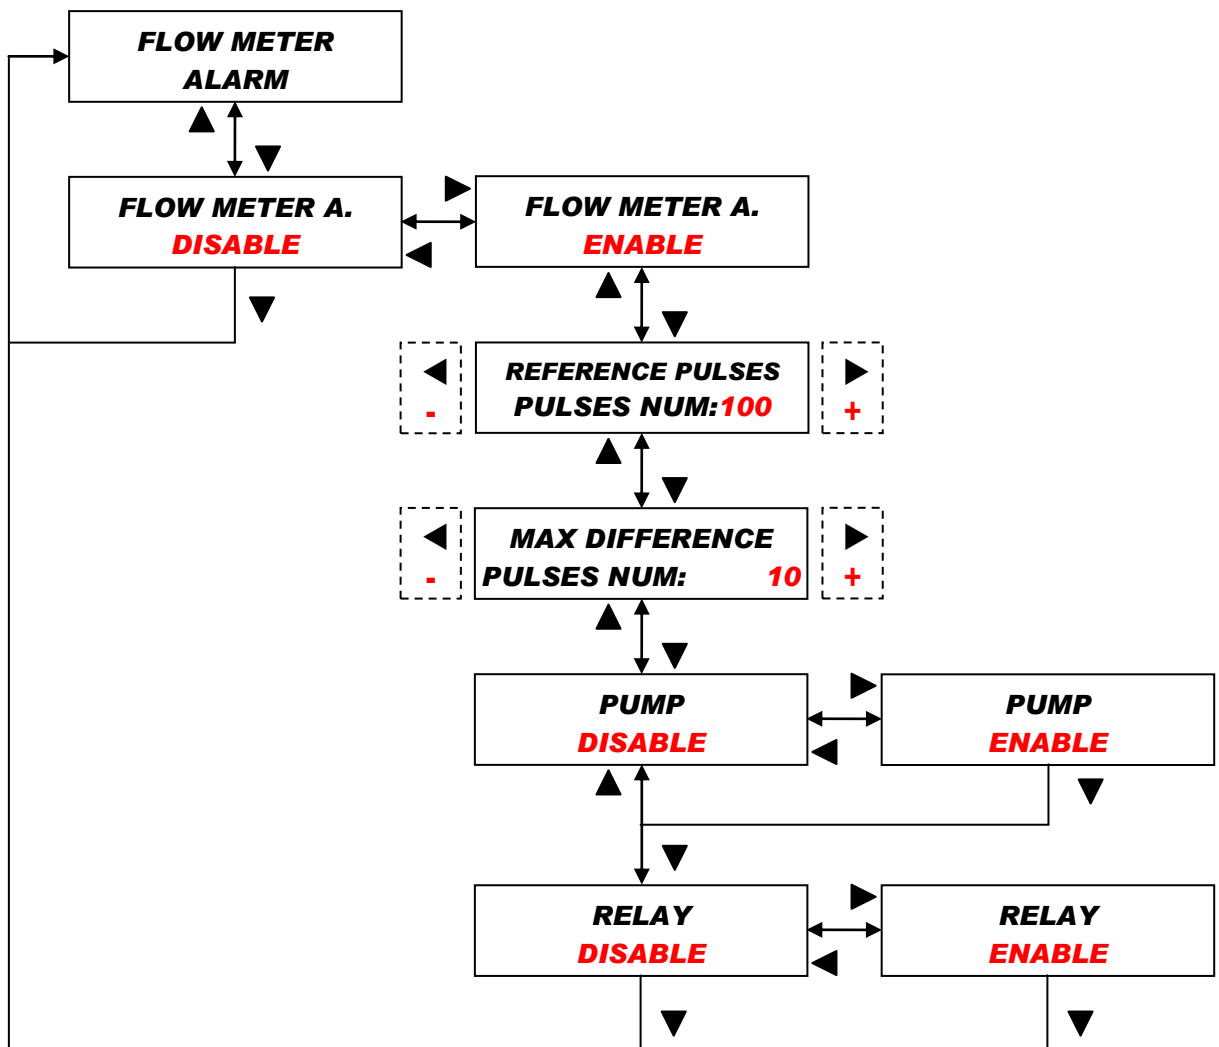 FLOW METER
ALARM
FLOW METER A.
DISABLE
FLOW METER A.
ENABLE
REFERENCE PULSES
PULSES NUM:100
-
+
MAX DIFFERENCE
PULSES NUM: 10
-
+
PUMP
DISABLE
PUMP
ENABLE
RELAY
DISABLE
RELAY
ENABLE